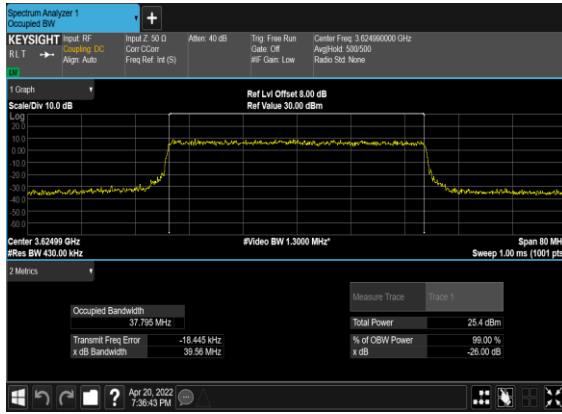 Spectrum Analyzer 1
Occupied BW
KEYSIGHT Input: RF Input Z: 50 Ω Atten: 40 dB Trig: Free Run Center Freq: 3.624990000 GHz
RLT Coupling: DC Corr CCorr Gate: Off Avg|Hold: 500/500
Align: Auto Freq Ref: Int (S) #IF Gain: Low Radio Std: None
LXI
1 Graph Ref Lvl Offset 8.00 dB
Scale/Div 10.0 dB Ref Value 30.00 dBm
Log
20.0
10.0
0.00
-10.0
-20.0
-30.0
-40.0
-50.0
-60.0
Center 3.62499 GHz #Video BW 1.3000 MHz* Span 80 MH
#Res BW 430.00 kHz Sweep 1.00 ms (1001 pts
2 Metrics
Measure Trace Trace 1
Occupied Bandwidth
37.795 MHz Total Power 25.4 dBm
Transmit Freq Error -18.445 kHz % of OBW Power 99.00 %
x dB Bandwidth 39.56 MHz x dB -26.00 dB
? Apr 20, 2022
7:36:43 PM